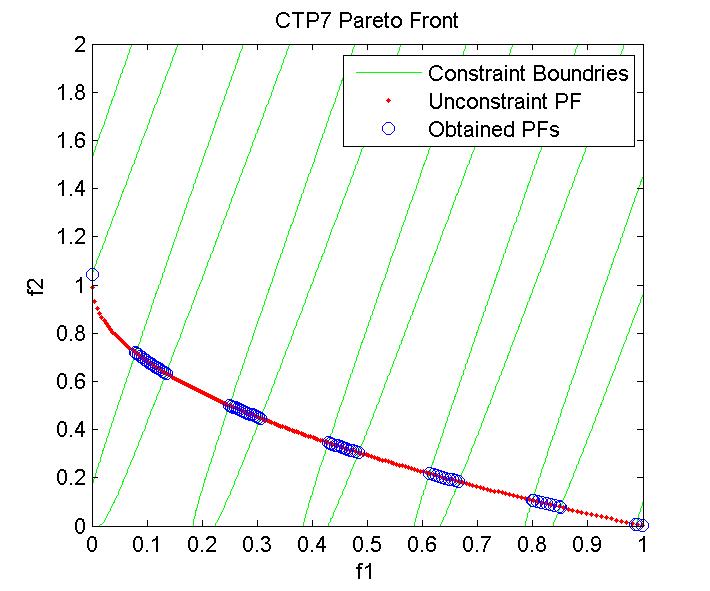 CTP7 Pareto Front
Constraint Boundries
Unconstraint PF
Obtained PFs
2
1.8
1.6
1.4
1.2
1
0.8
0.6
0.4
0.2
0
f2
0 0.1 0.2 0.3 0.4 0.5 0.6 0.7 0.8 0.9 1
f1